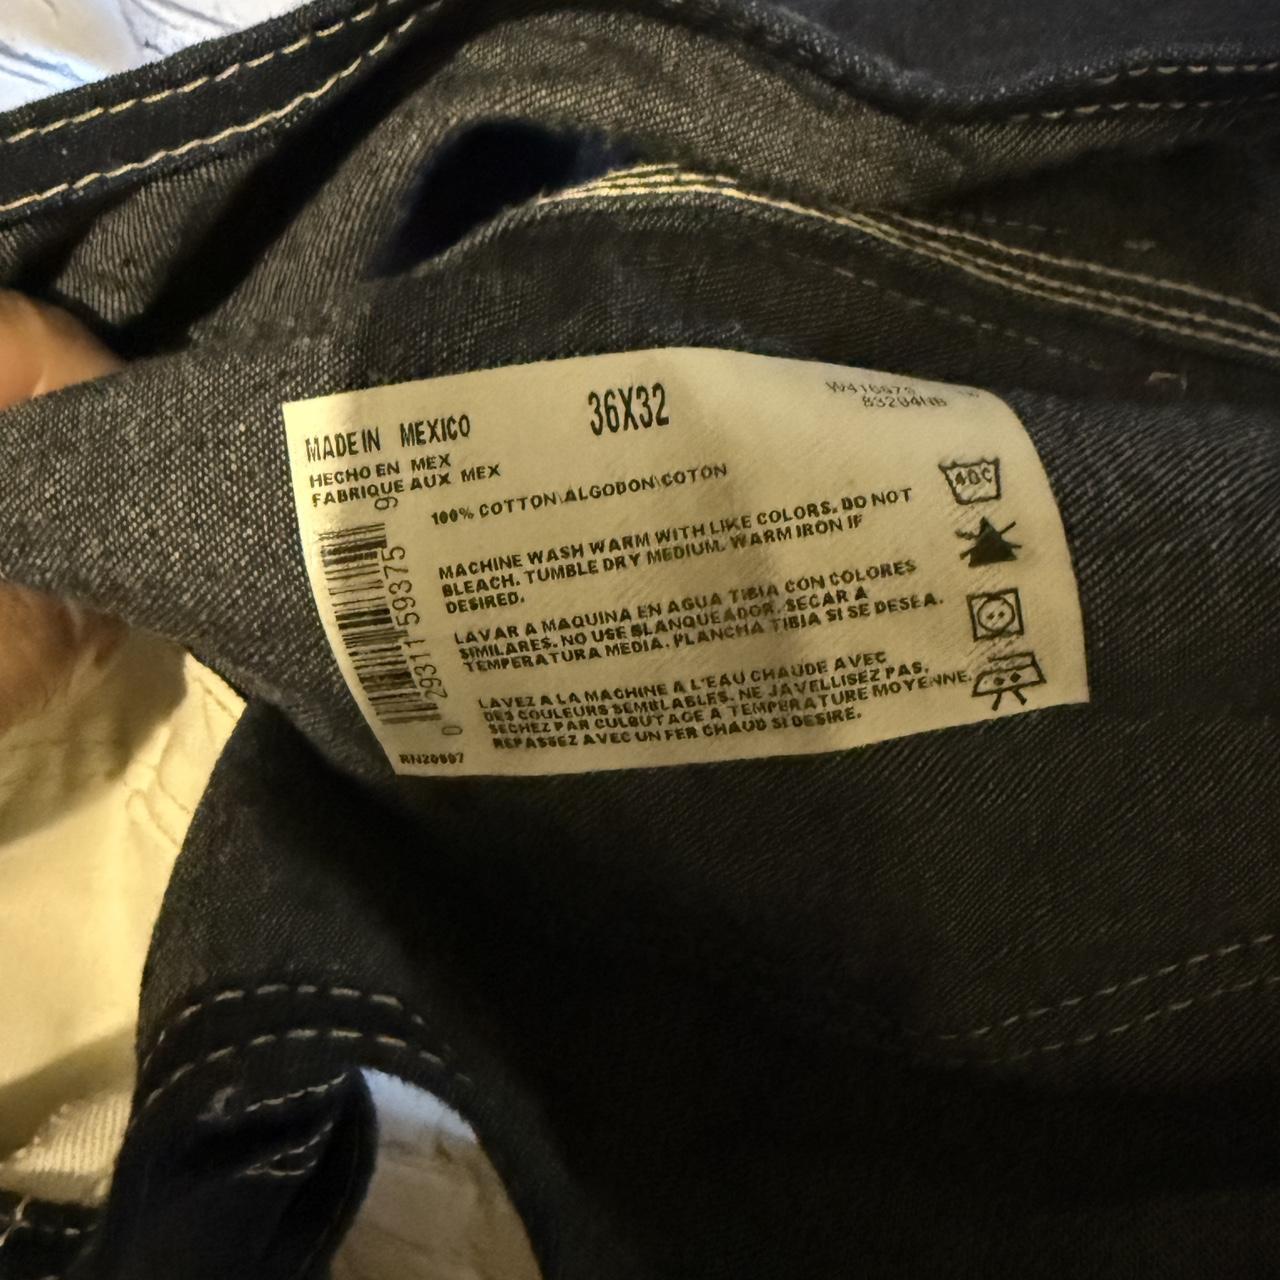 MADE IN MEXICO
HECHO EN MEX
FABRIQUE AUX MEX
36X32
83204NB
100% COTTON\ALGODON\COTON
40C
MACHINE WASH WARM WITH LIKE COLORS. DO NOT
BLEACH. TUMBLE DRY MEDIUM. WARM IRON IF
DESIRED.
LAVAR A MAQUINA EN AGUA TIBIA CON COLORES
SIMILARES. NO USE BLANQUEADOR. SECAR A
TEMPERATURA MEDIA. PLANCHA TIBIA SI SE DESEA.
LAVEZ A LA MACHINE A L'EAU CHAUDE AVEC
DES COULEURS SEMBLABLES. NE JAVELLISEZ PAS.
SECHEZ PAR CULBUTAGE A TEMPERATURE MOYENNE.
REPASSEZ AVEC UN FER CHAUD SI DESIRE.
0 29311 59375 9